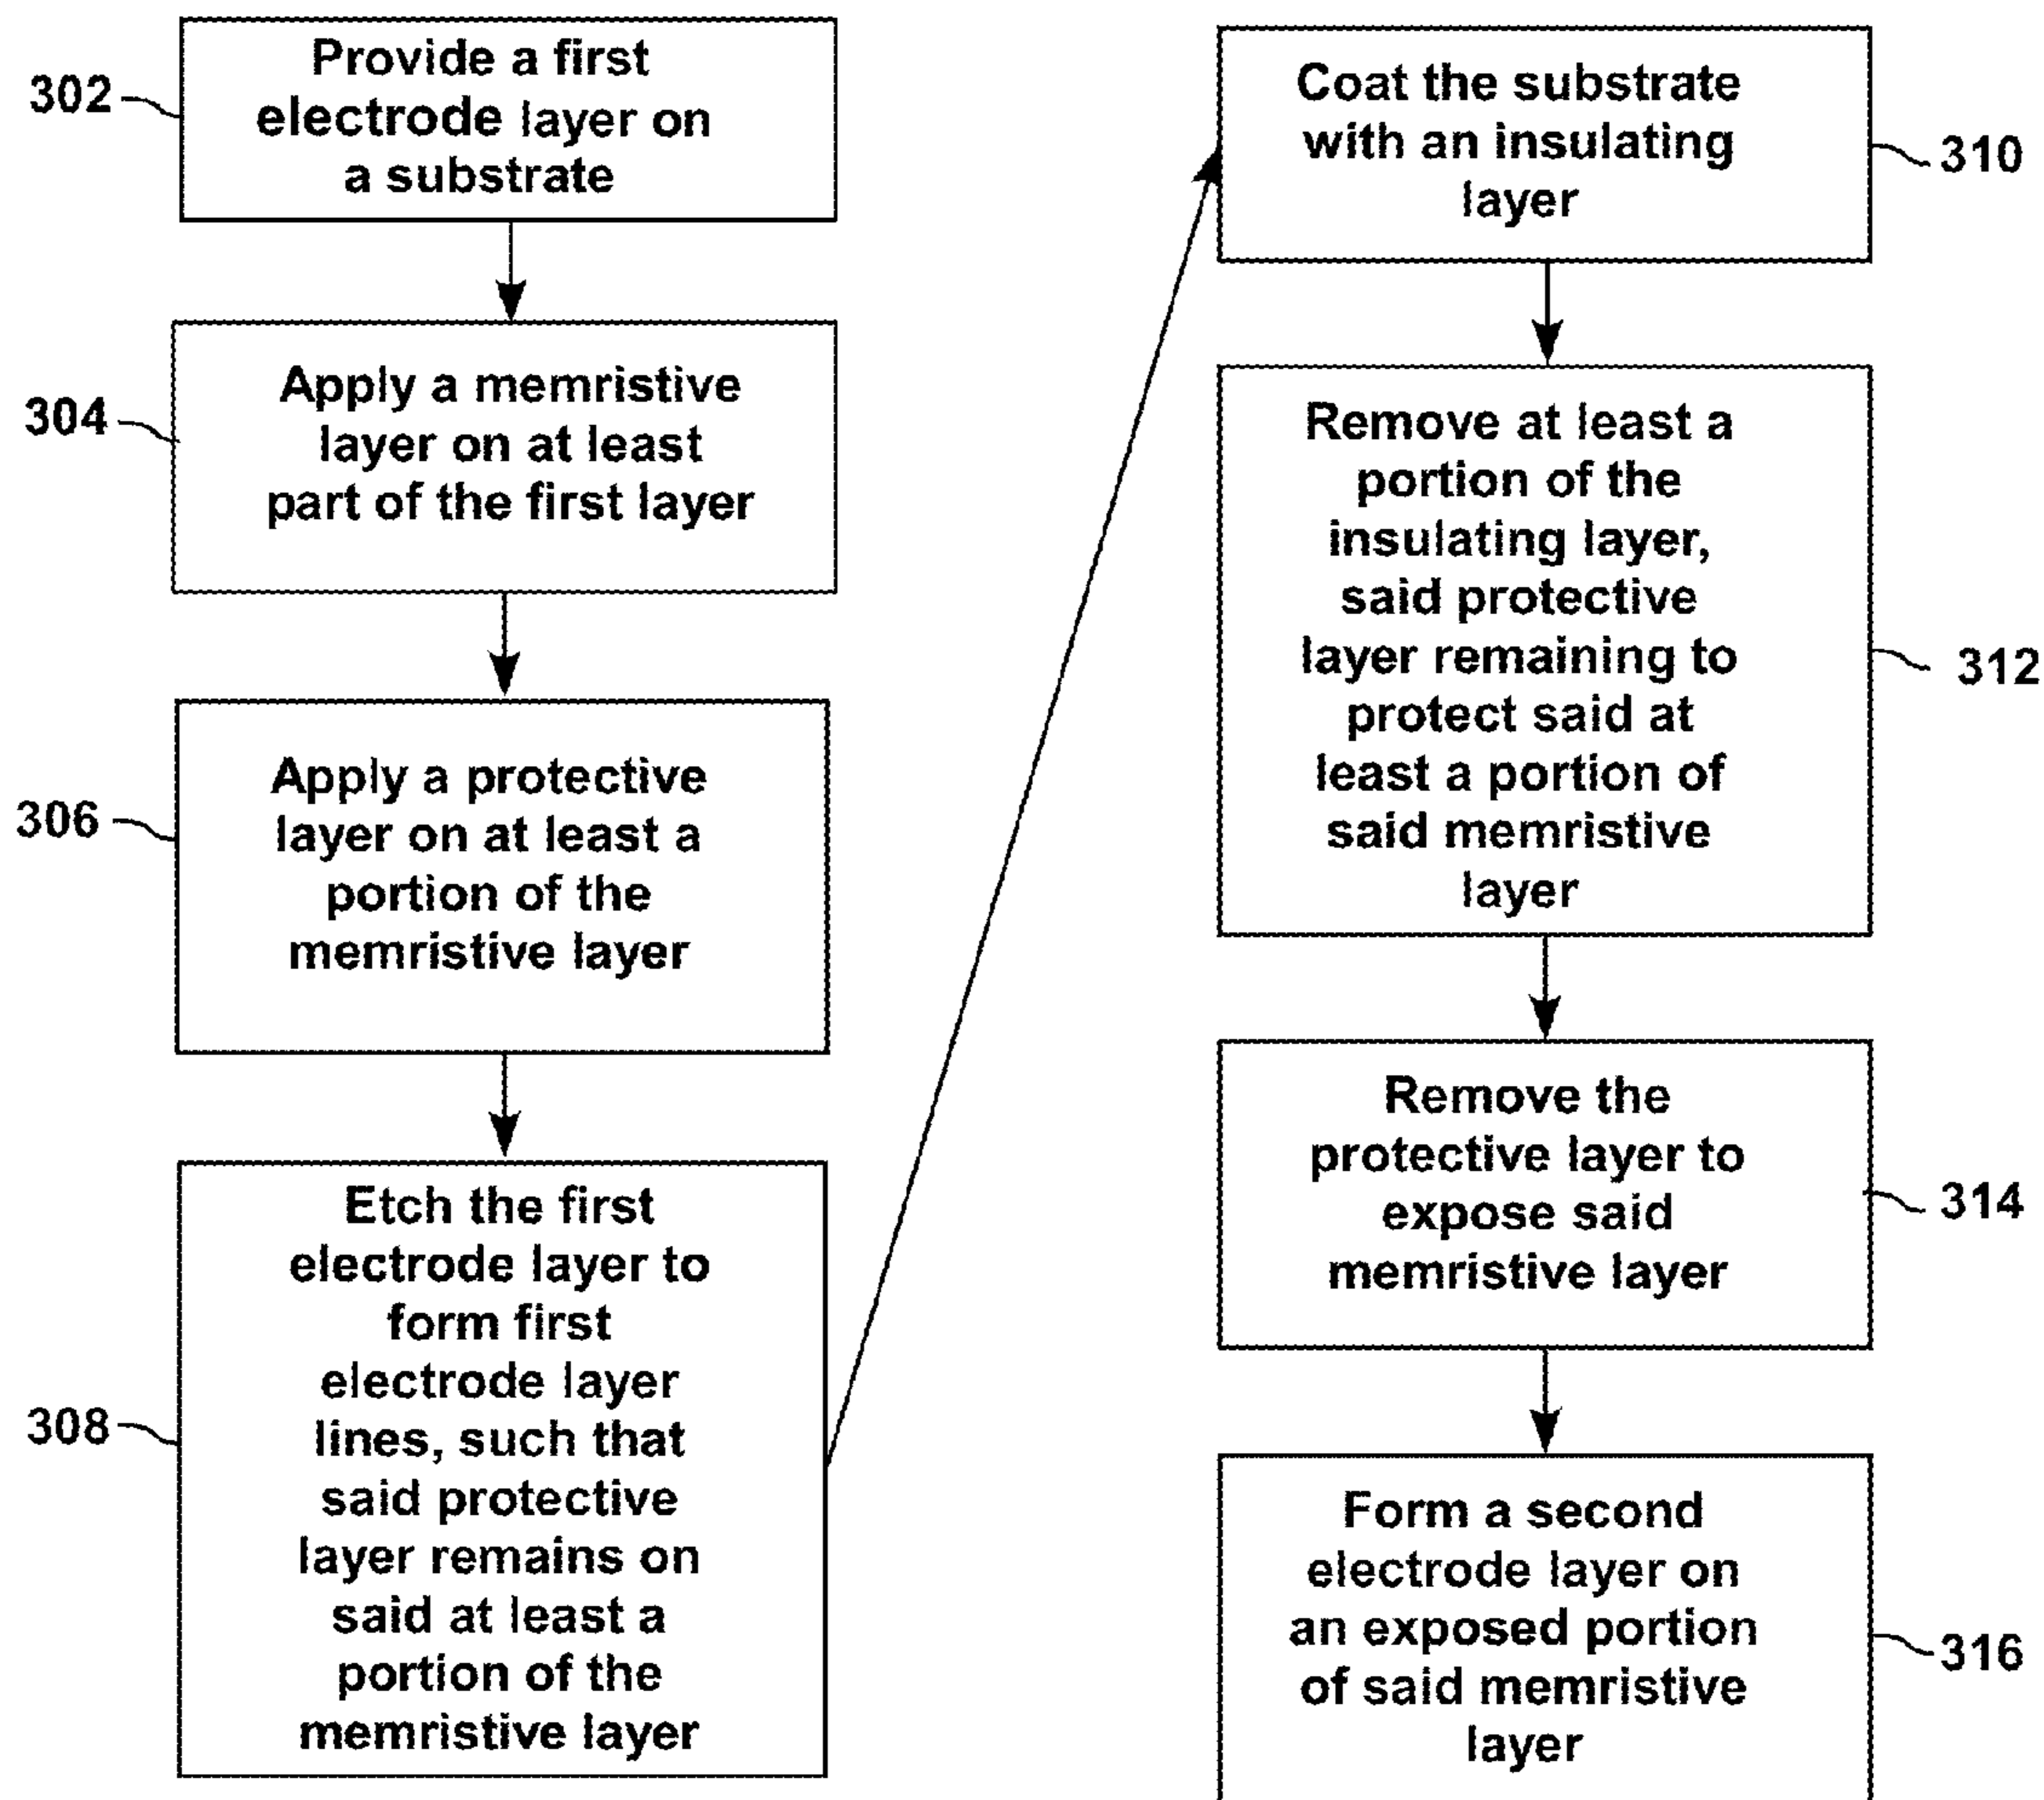 302
Provide a first
electrode layer on
a substrate
304
Apply a memristive
layer on at least
part of the first layer
306
Apply a protective
layer on at least a
portion of the
memristive layer
308
Etch the first
electrode layer to
form first
electrode layer
lines, such that
said protective
layer remains on
said at least a
portion of the
memristive layer
Coat the substrate
with an insulating
layer
310
Remove at least a
portion of the
insulating layer,
said protective
layer remaining to
protect said at
least a portion of
said memristive
layer
312
Remove the
protective layer to
expose said
memristive layer
314
Form a second
electrode layer on
an exposed portion
of said memristive
layer
316